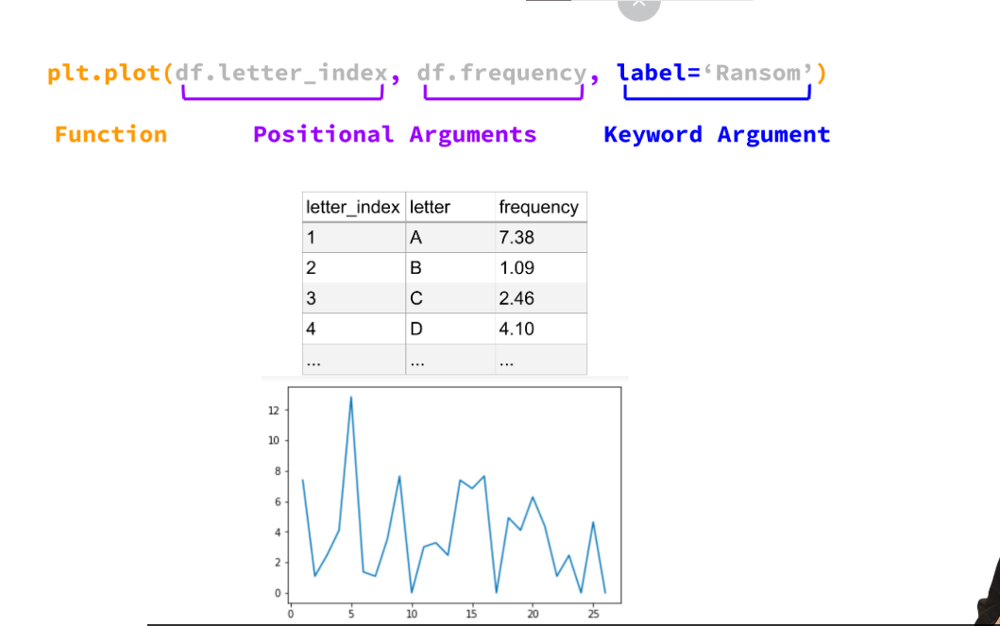 plt.plot(df.letter_index, df.frequency, label=‘Ransom’)
Function Positional Arguments Keyword Argument
letter_index letter frequency
1 A 7.38
2 B 1.09
3 C 2.46
4 D 4.10
... ... ...
12
10
8
6
4
2
0
0 5 10 15 20 25